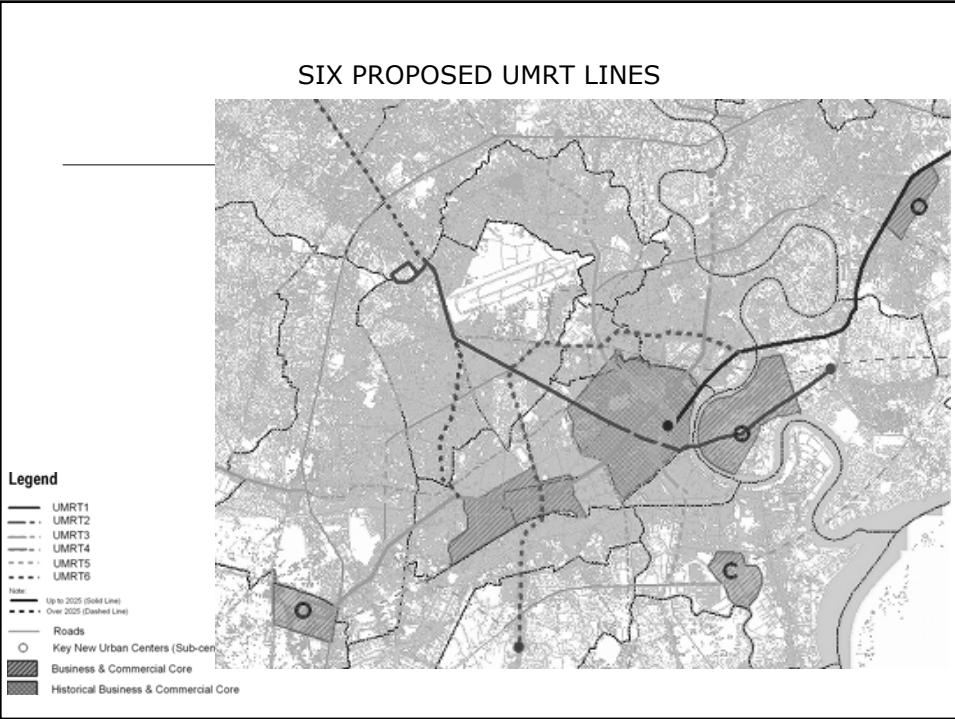 SIX PROPOSED UMRT LINES
Legend
UMRT1
UMRT2
UMRT3
UMRT4
UMRT5
UMRT6
Note:
Up to 2025 (Solid Line)
Over 2025 (Dashed Line)
Roads
Key New Urban Centers (Sub-cen
Business & Commercial Core
Historical Business & Commercial Core